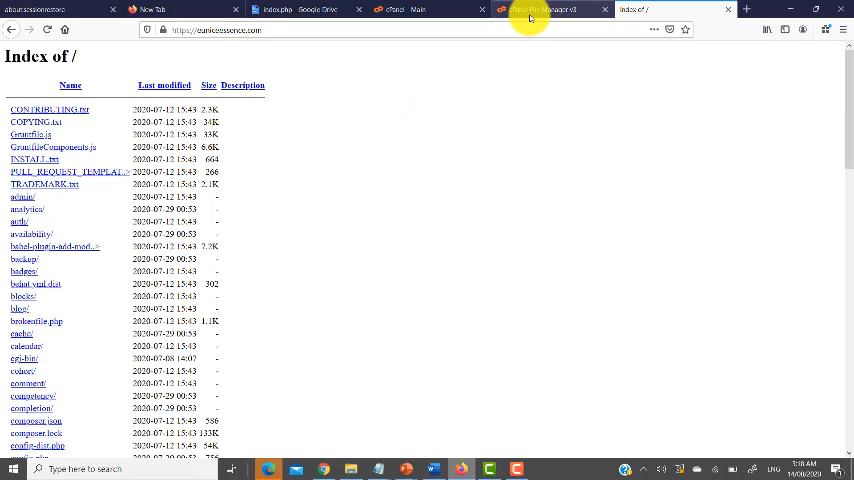 about:sessionrestore
New Tab
index.php - Google Drive
cPanel - Main
cPanel File Manager v3
Index of /
https://euniceessence.com
Index of /
Name Last modified Size Description
CONTRIBUTING.txt 2020-07-12 15:43 2.3K
COPYING.txt 2020-07-12 15:43 34K
Gruntfile.js 2020-07-12 15:43 33K
GruntfileComponents.js 2020-07-12 15:43 6.6K
INSTALL.txt 2020-07-12 15:43 664
PULL_REQUEST_TEMPLAT..> 2020-07-12 15:43 266
TRADEMARK.txt 2020-07-12 15:43 2.1K
admin/ 2020-07-12 15:43 -
analytics/ 2020-07-29 00:53 -
auth/ 2020-07-12 15:43 -
availability/ 2020-07-29 00:53 -
babel-plugin-add-mod..> 2020-07-12 15:43 7.2K
backup/ 2020-07-29 00:53 -
badges/ 2020-07-12 15:43 -
behat.yml.dist 2020-07-12 15:43 302
blocks/ 2020-07-12 15:43 -
blog/ 2020-07-12 15:43 -
brokenfile.php 2020-07-12 15:43 1.1K
cache/ 2020-07-29 00:53 -
calendar/ 2020-07-12 15:43 -
cgi-bin/ 2020-07-08 14:07 -
cohort/ 2020-07-12 15:43 -
comment/ 2020-07-12 15:43 -
competency/ 2020-07-29 00:53 -
completion/ 2020-07-29 00:53 -
composer.json 2020-07-12 15:43 586
composer.lock 2020-07-12 15:43 133K
config-dist.php 2020-07-12 15:43 54K
Type here to search
ENG
3:18 AM
14/08/2020